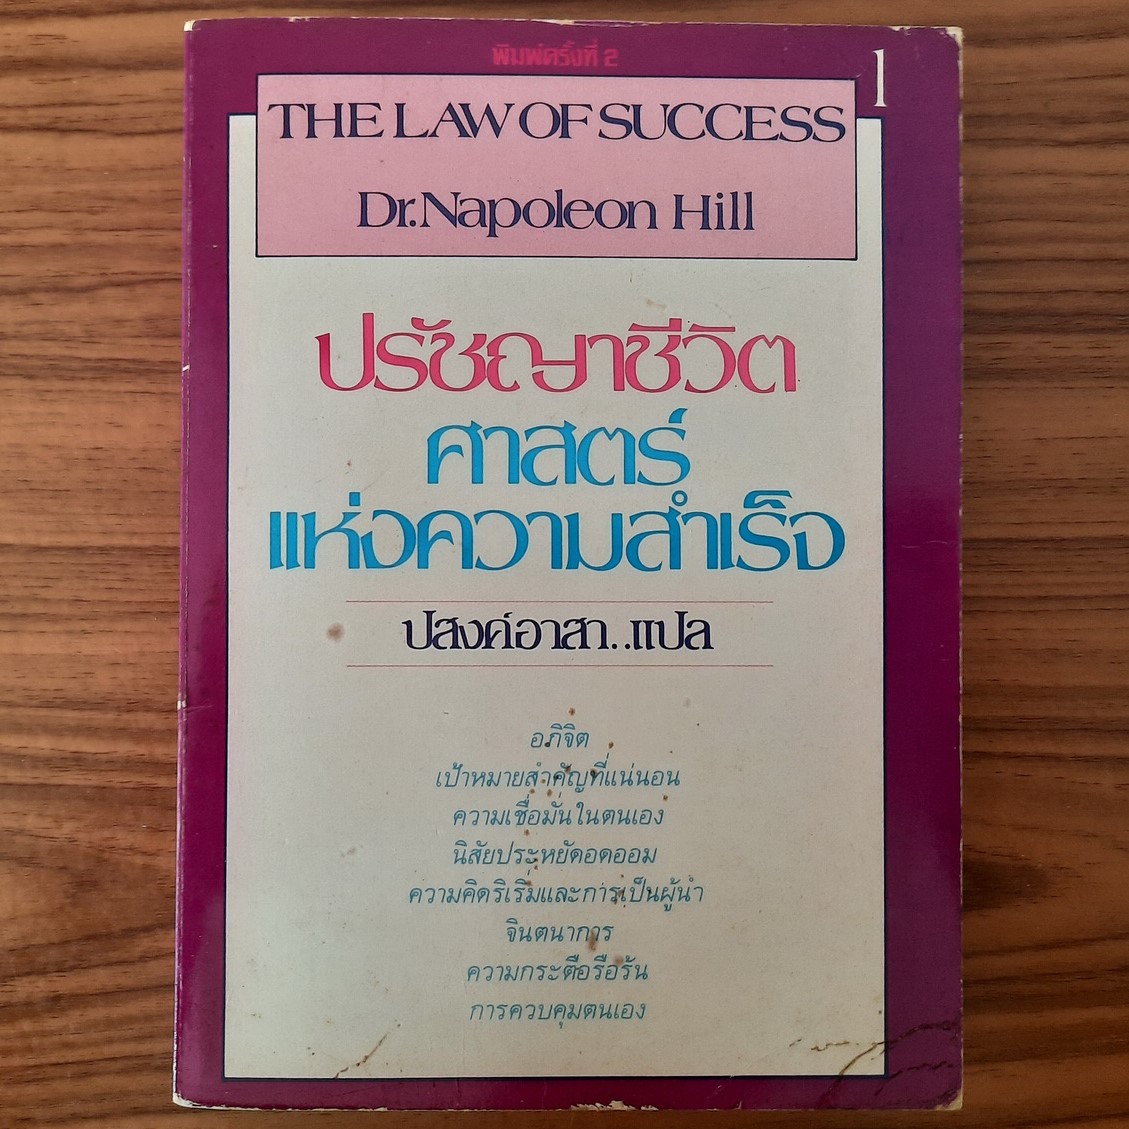 พิมพ์ครั้งที่ 2
1
THE LAW OF SUCCESS
Dr. Napoleon Hill
ปรัชญาชีวิต
ศาสตร์
แห่งความสำเร็จ
ปสงค์อาสา..แปล
อภิจิต
เป้าหมายสำคัญที่แน่นอน
ความเชื่อมั่นในตนเอง
นิสัยประหยัดอดออม
ความคิดริเริ่มและการเป็นผู้นำ
จินตนาการ
ความกระตือรือร้น
การควบคุมตนเอง